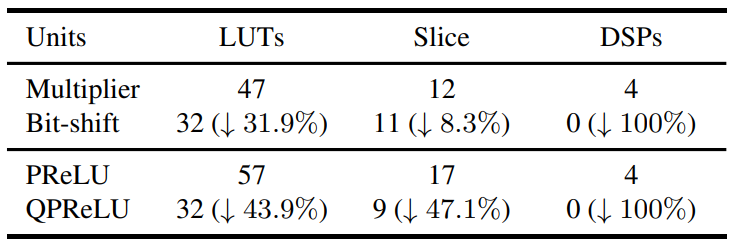 Units LUTs Slice DSPs
Multiplier 47 12 4
Bit-shift 32 (↓ 31.9%) 11 (↓ 8.3%) 0 (↓ 100%)
PReLU 57 17 4
QPReLU 32 (↓ 43.9%) 9 (↓ 47.1%) 0 (↓ 100%)